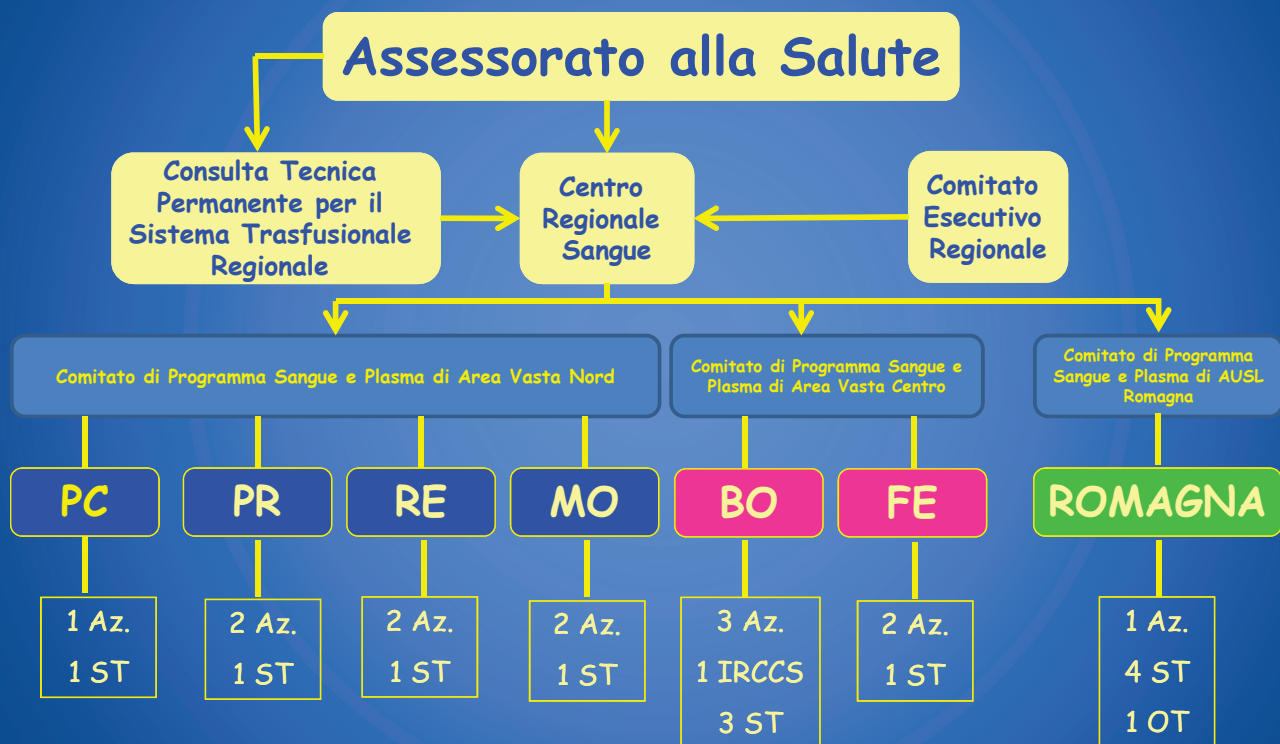 Assessorato alla Salute
Consulta Tecnica
Permanente per il
Sistema Trasfusionale
Regionale
Centro
Regionale
Sangue
Comitato
Esecutivo
Regionale
Comitato di Programma Sangue e Plasma di Area Vasta Nord
Comitato di Programma Sangue e
Plasma di Area Vasta Centro
Comitato di Programma
Sangue e Plasma di AUSL
Romagna
PC
PR
RE
MO
BO
FE
ROMAGNA
1 Az.
1 ST
2 Az.
1 ST
2 Az.
1 ST
2 Az.
1 ST
3 Az.
1 IRCCS
3 ST
2 Az.
1 ST
1 Az.
4 ST
1 OT